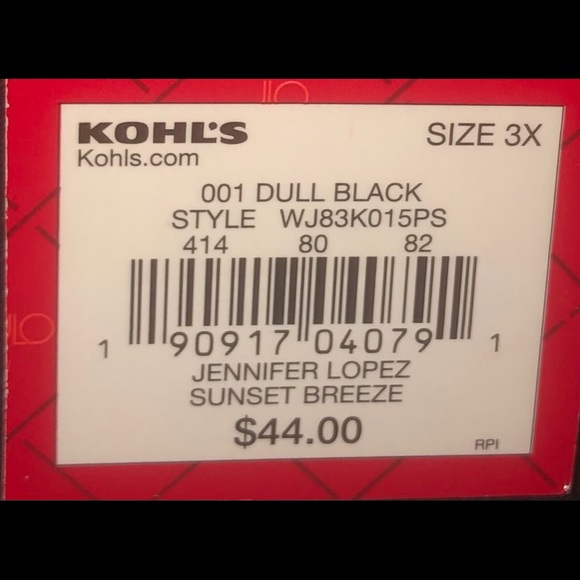 KOHL'S
SIZE 3X
Kohls.com
001 DULL BLACK
STYLE WJ83K015PS
414 80 82
1 90917 04079 1
JENNIFER LOPEZ
SUNSET BREEZE
$44.00
RPI